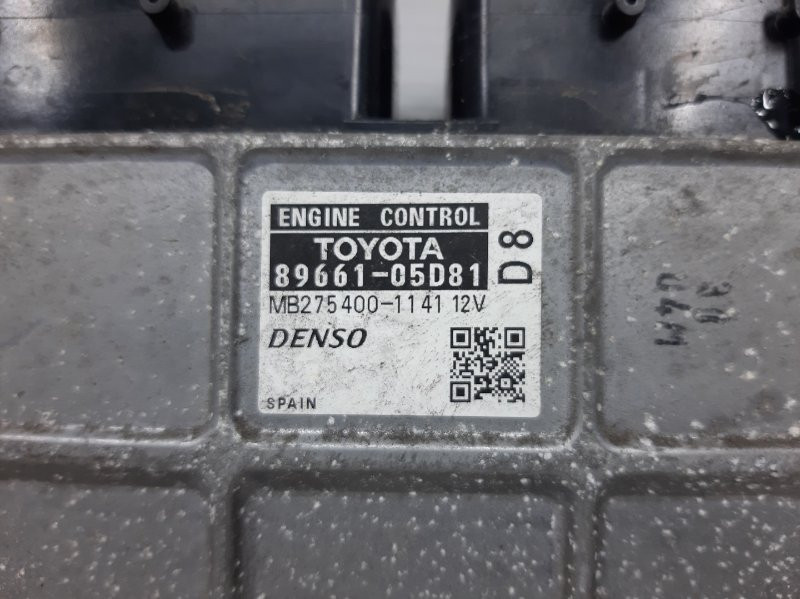 ENGINE CONTROL
TOYOTA
89661-05D81
D8
MB275400-1141 12V
DENSO
SPAIN